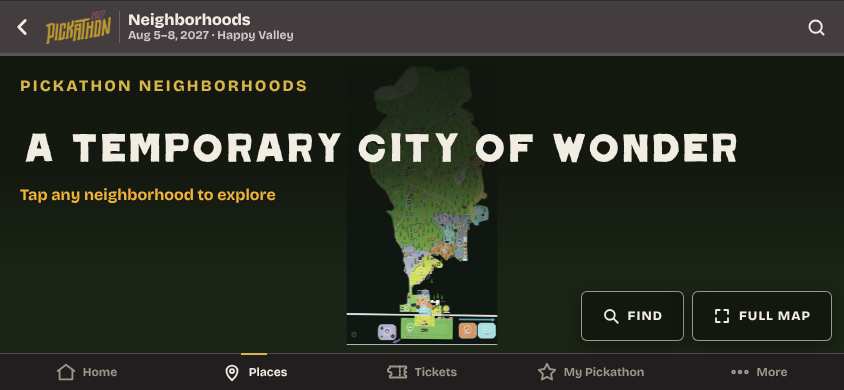 PICKATHON
Neighborhoods
Aug 5–8, 2027 · Happy Valley
PICKATHON NEIGHBORHOODS
A TEMPORARY CITY OF WONDER
Tap any neighborhood to explore
FIND
FULL MAP
Home
Places
Tickets
My Pickathon
More